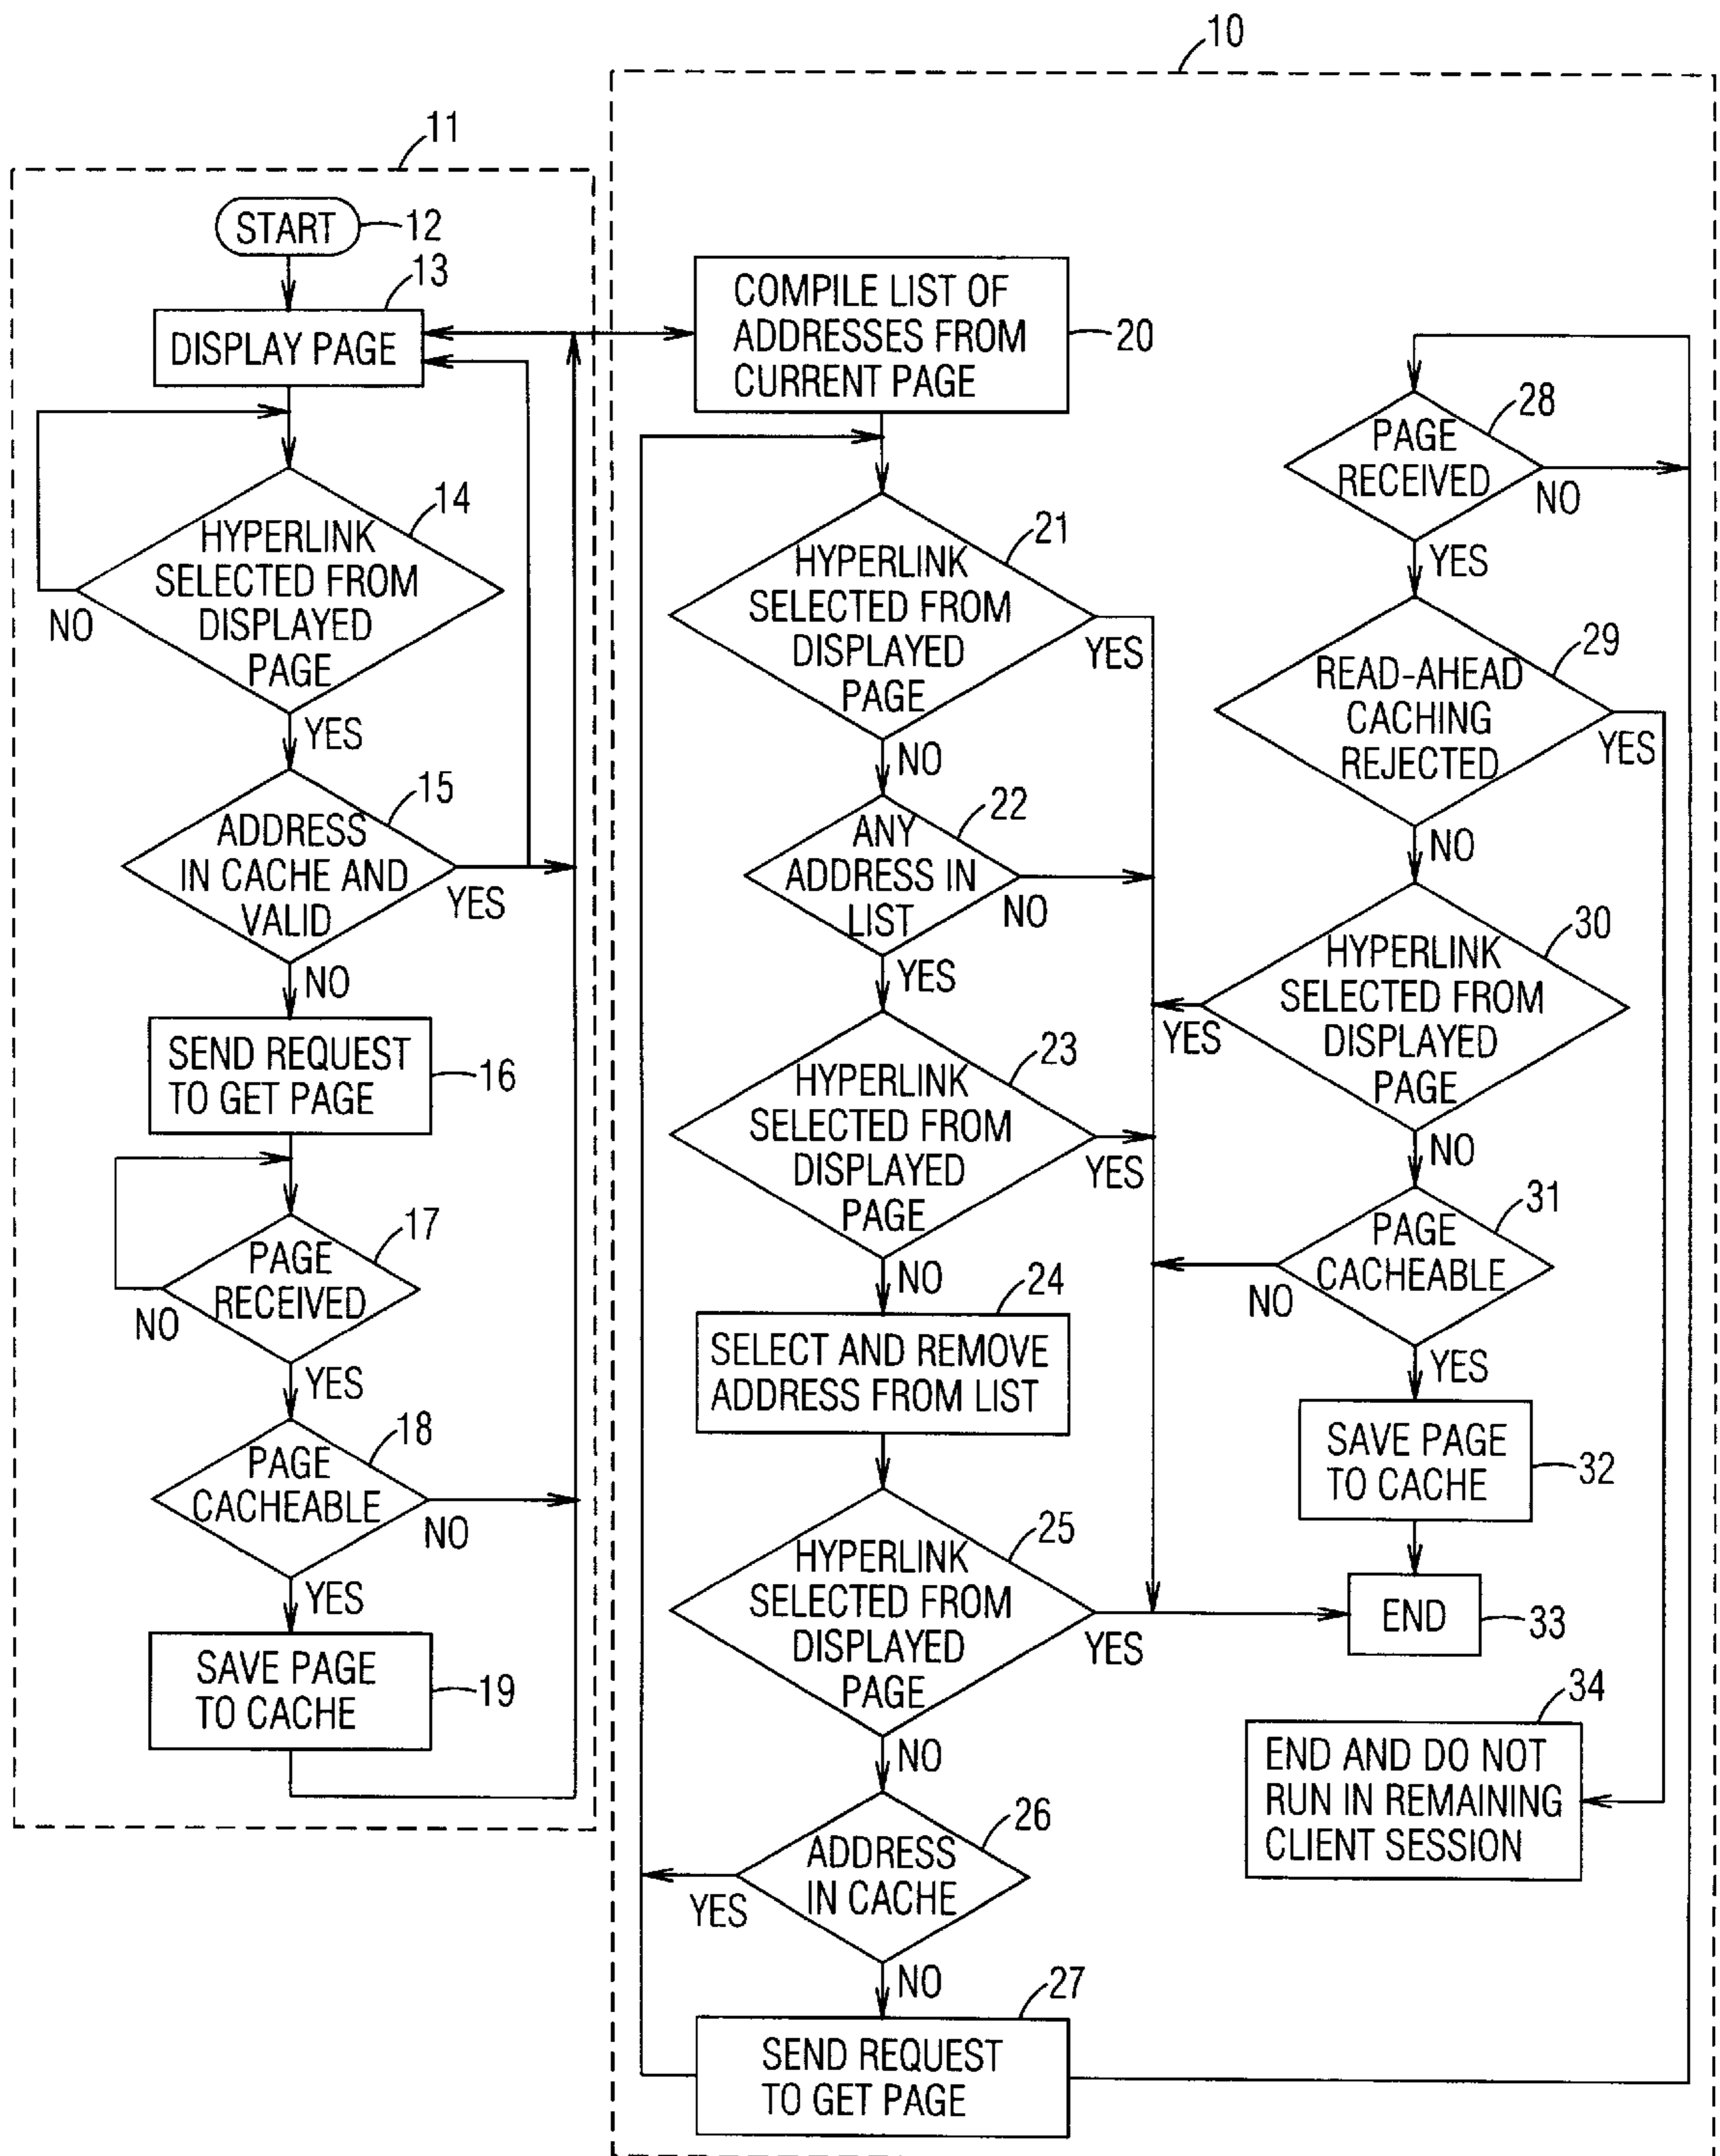 10
11
START
12
13
DISPLAY PAGE
14
HYPERLINK
SELECTED FROM
DISPLAYED
PAGE
NO
YES
15
ADDRESS
IN CACHE AND
VALID
YES
NO
SEND REQUEST
TO GET PAGE
16
17
PAGE
RECEIVED
NO
YES
18
PAGE
CACHEABLE
NO
YES
SAVE PAGE
TO CACHE
19
COMPILE LIST OF
ADDRESSES FROM
CURRENT PAGE
20
21
HYPERLINK
SELECTED FROM
DISPLAYED
PAGE
YES
NO
22
ANY
ADDRESS IN
LIST
NO
YES
23
HYPERLINK
SELECTED FROM
DISPLAYED
PAGE
YES
NO
24
SELECT AND REMOVE
ADDRESS FROM LIST
25
HYPERLINK
SELECTED FROM
DISPLAYED
PAGE
YES
NO
26
ADDRESS
IN CACHE
YES
NO
27
SEND REQUEST
TO GET PAGE
28
PAGE
RECEIVED
NO
YES
29
READ-AHEAD
CACHING
REJECTED
YES
NO
30
HYPERLINK
SELECTED FROM
DISPLAYED
PAGE
YES
NO
31
PAGE
CACHEABLE
NO
YES
SAVE PAGE
TO CACHE
32
END
33
34
END AND DO NOT
RUN IN REMAINING
CLIENT SESSION